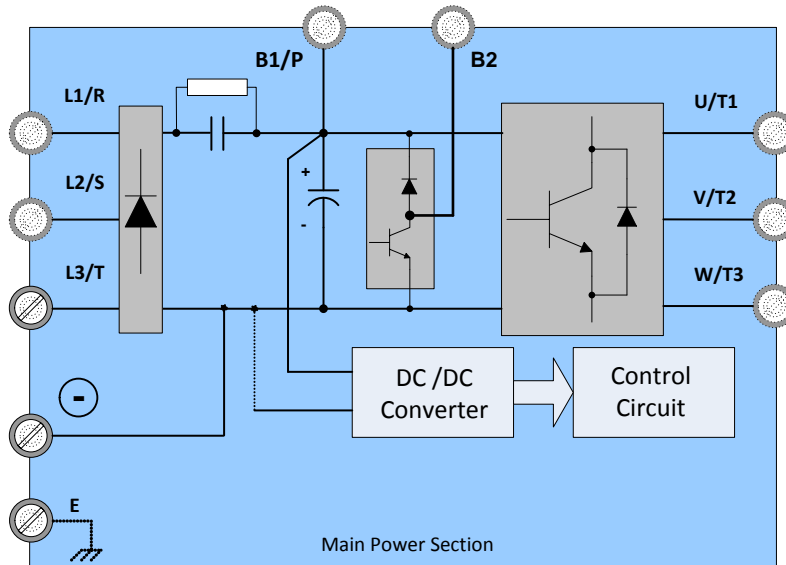 B1/P
B2
L1/R
U/T1
L2/S
V/T2
L3/T
W/T3
+
-
-
DC /DC
Converter
Control
Circuit
E
Main Power Section